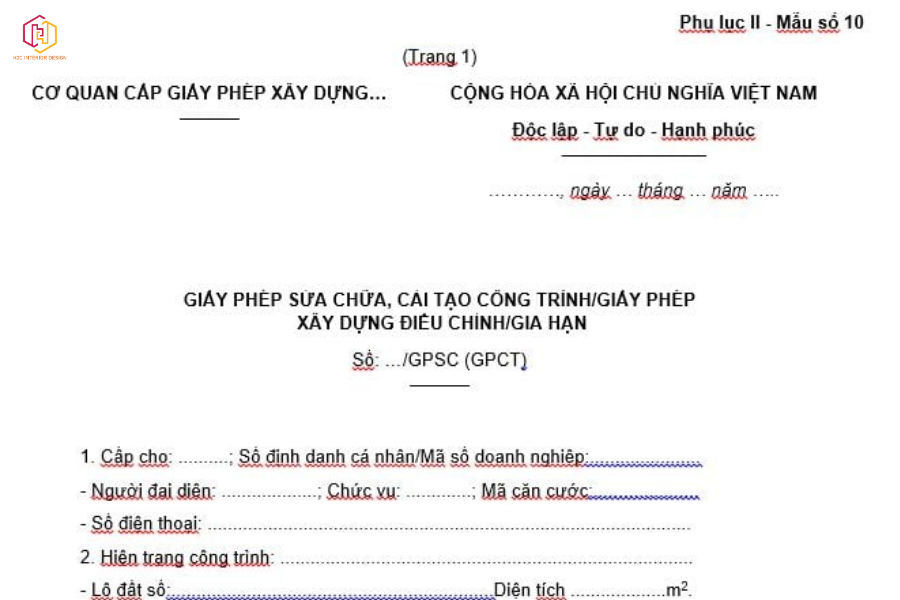 H2C INTERIOR DESIGN
Phụ lục II - Mẫu số 10
(Trang 1)
CƠ QUAN CẤP GIẤY PHÉP XÂY DỰNG... CỘNG HÒA XÃ HỘI CHỦ NGHĨA VIỆT NAM
Độc lập - Tự do - Hạnh phúc
…………, ngày … tháng … năm …..
GIẤY PHÉP SỬA CHỮA, CẢI TẠO CÔNG TRÌNH/GIẤY PHÉP
XÂY DỰNG ĐIỀU CHỈNH/GIA HẠN
Số: …/GPSC (GPCT)
1. Cấp cho: ..........; Số định danh cá nhân/Mã số doanh nghiệp:......................
- Người đại diện: ...................; Chức vụ: .............; Mã căn cước:.....................
- Số điện thoại: ................................................................................................
2. Hiện trạng công trình: ..................................................................................
- Lô đất số:.................................................................Diện tích ...................m².